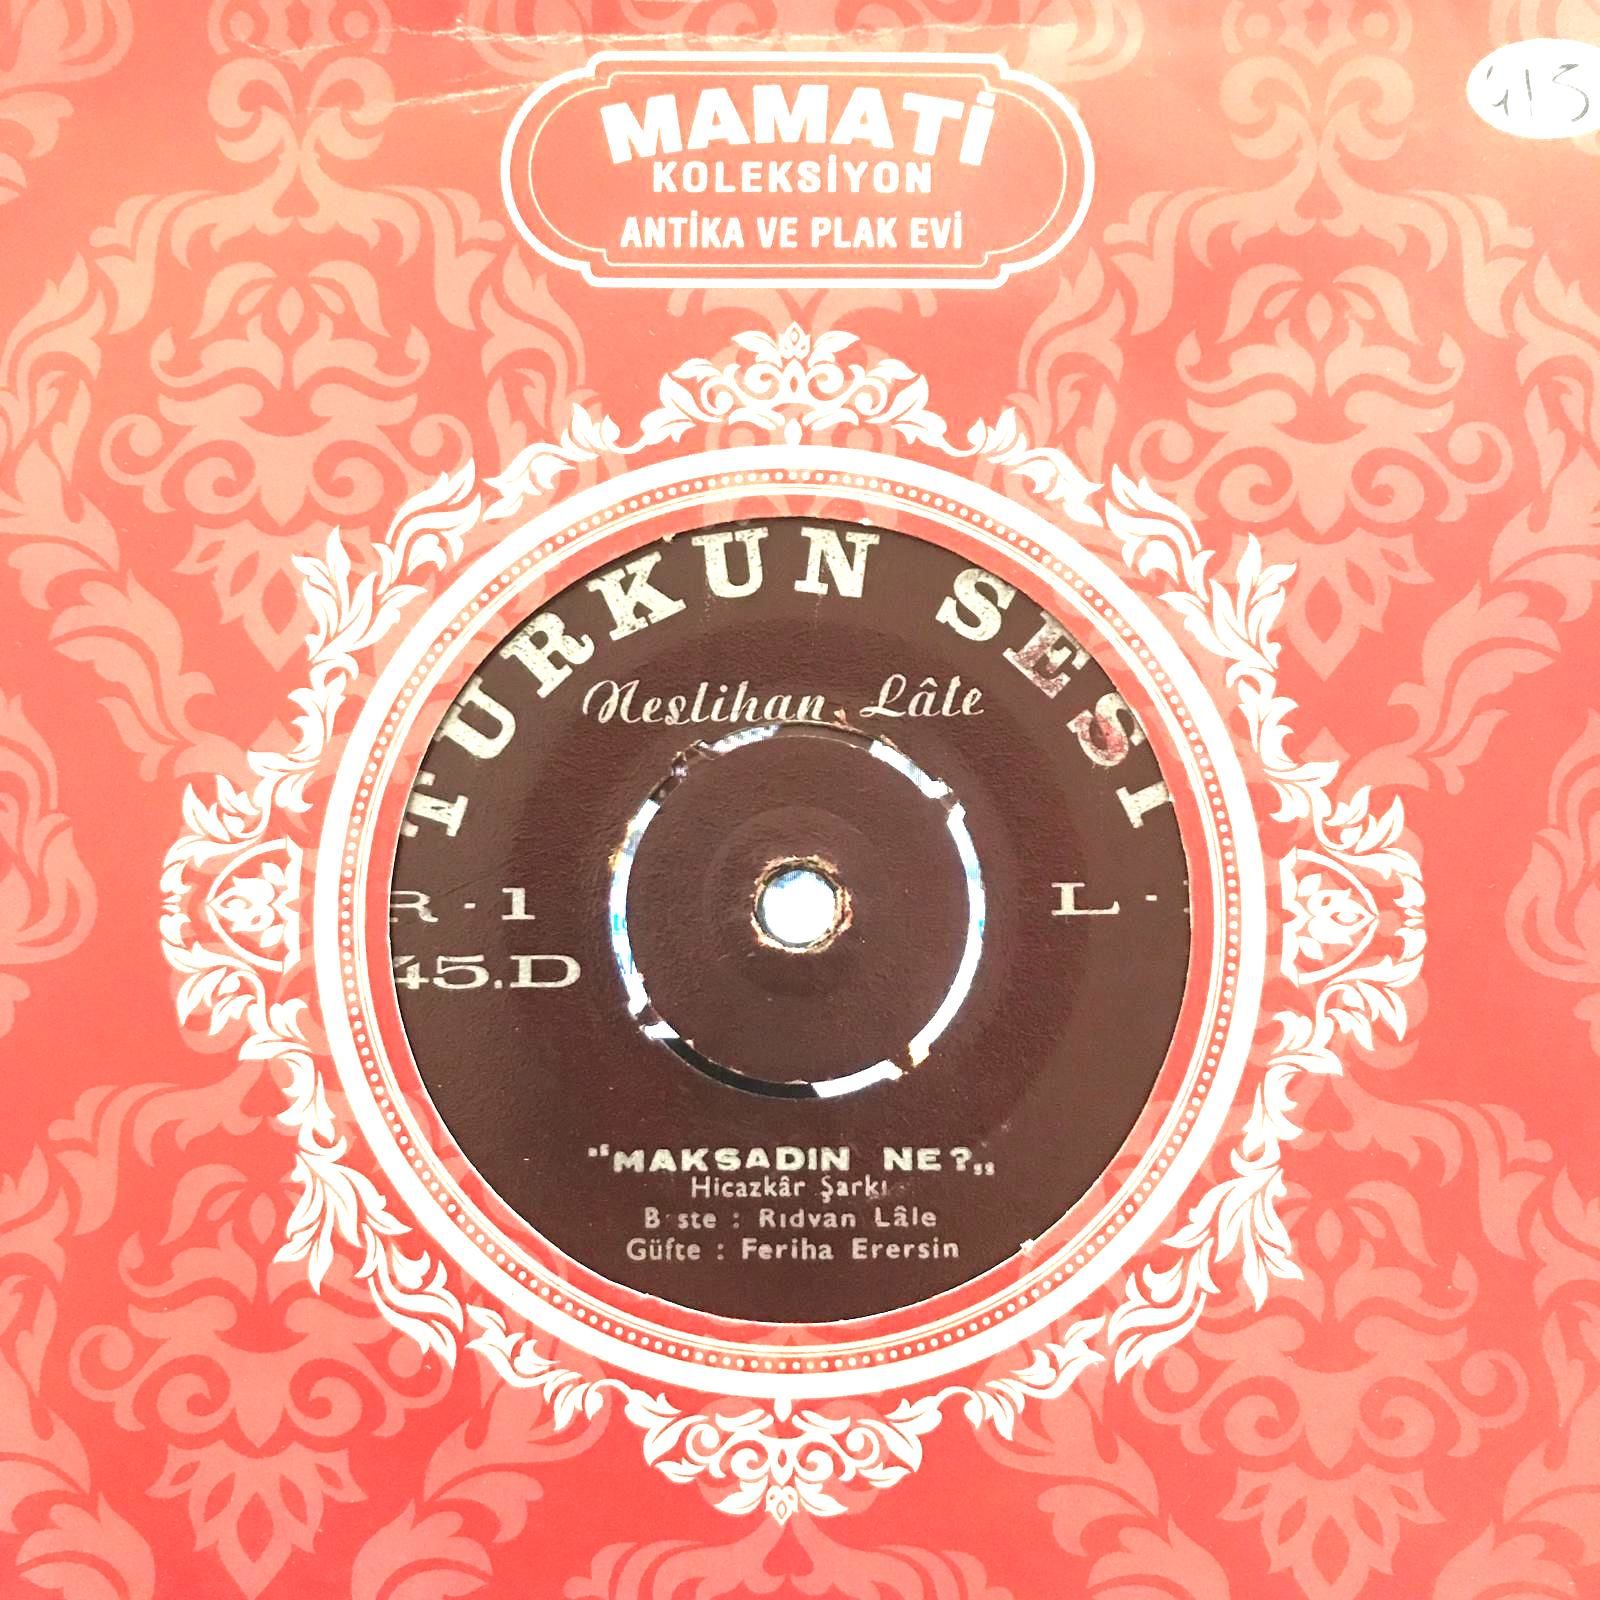 MAMATİ
KOLEKSİYON
ANTİKA VE PLAK EVİ
TÜRKÜN SESİ
Neslihan Lâle
R - 1
L -
45.D
"MAKSADIN NE?„
Hicazkâr Şarkı
B ste : Rıdvan Lâle
Güfte : Feriha Erersin